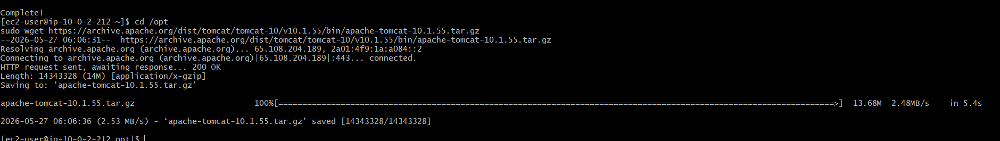 Complete!
[ec2-user@ip-10-0-2-212 ~]$ cd /opt
sudo wget https://archive.apache.org/dist/tomcat/tomcat-10/v10.1.55/bin/apache-tomcat-10.1.55.tar.gz
--2026-05-27 06:06:31--  https://archive.apache.org/dist/tomcat/tomcat-10/v10.1.55/bin/apache-tomcat-10.1.55.tar.gz
Resolving archive.apache.org (archive.apache.org)... 65.108.204.189, 2a01:4f9:1a:a084::2
Connecting to archive.apache.org (archive.apache.org)|65.108.204.189|:443... connected.
HTTP request sent, awaiting response... 200 OK
Length: 14343328 (14M) [application/x-gzip]
Saving to: ‘apache-tomcat-10.1.55.tar.gz’
apache-tomcat-10.1.55.tar.gz 100%[====================================================================================================================>] 13.68M 2.48MB/s in 5.4s
2026-05-27 06:06:36 (2.53 MB/s) - ‘apache-tomcat-10.1.55.tar.gz’ saved [14343328/14343328]
[ec2-user@ip-10-0-2-212 opt]$